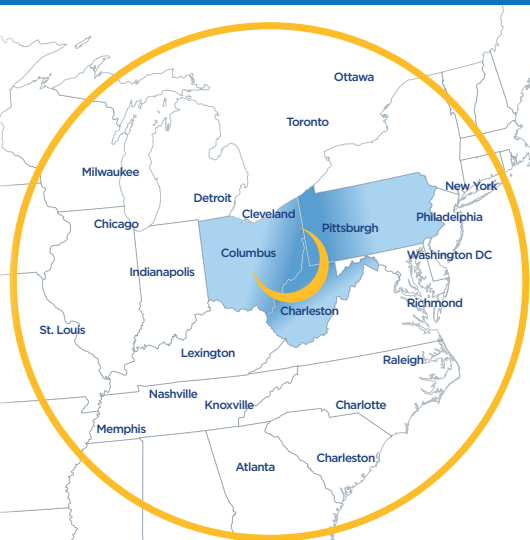 Ottawa
Toronto
Milwaukee
New York
Detroit
Cleveland
Philadelphia
Chicago
Pittsburgh
Columbus
Washington DC
Indianapolis
Richmond
Charleston
St. Louis
Lexington
Raleigh
Nashville
Knoxville
Charlotte
Memphis
Charleston
Atlanta